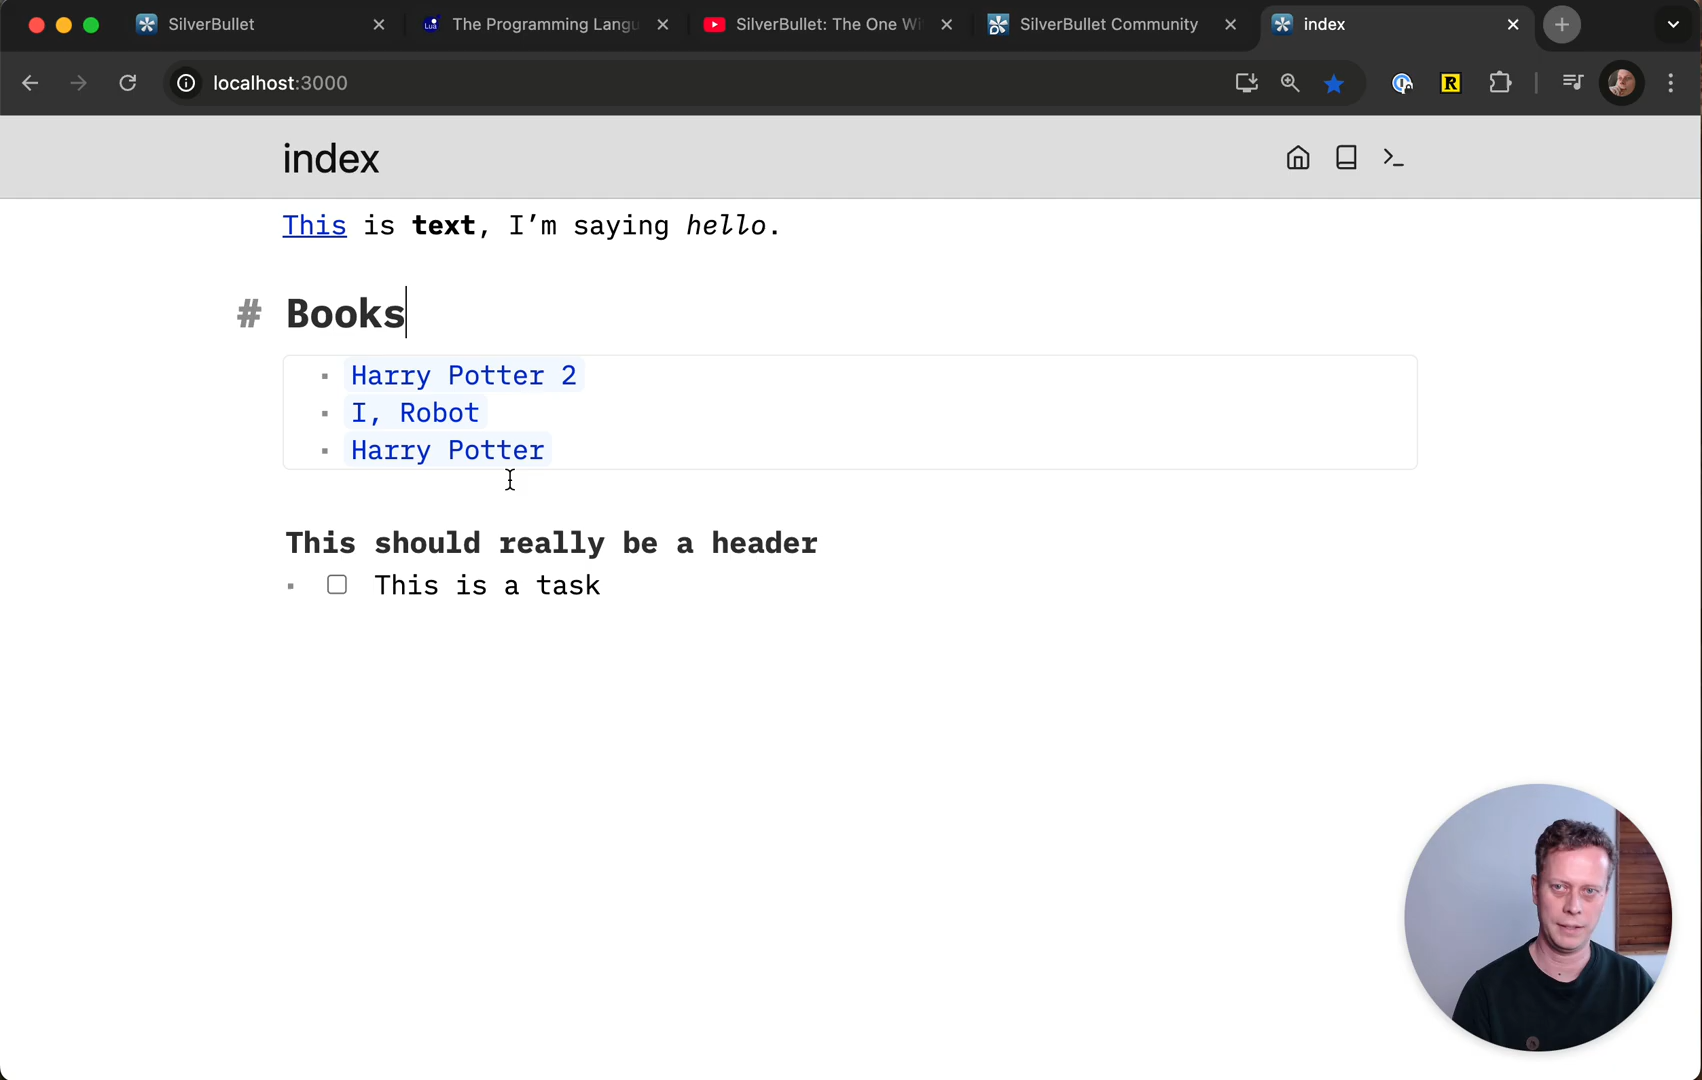 SilverBullet
The Programming Langu
SilverBullet: The One Wi
SilverBullet Community
index
localhost:3000
index
This is text, I’m saying hello.
# Books
Harry Potter 2
I, Robot
Harry Potter
This should really be a header
This is a task